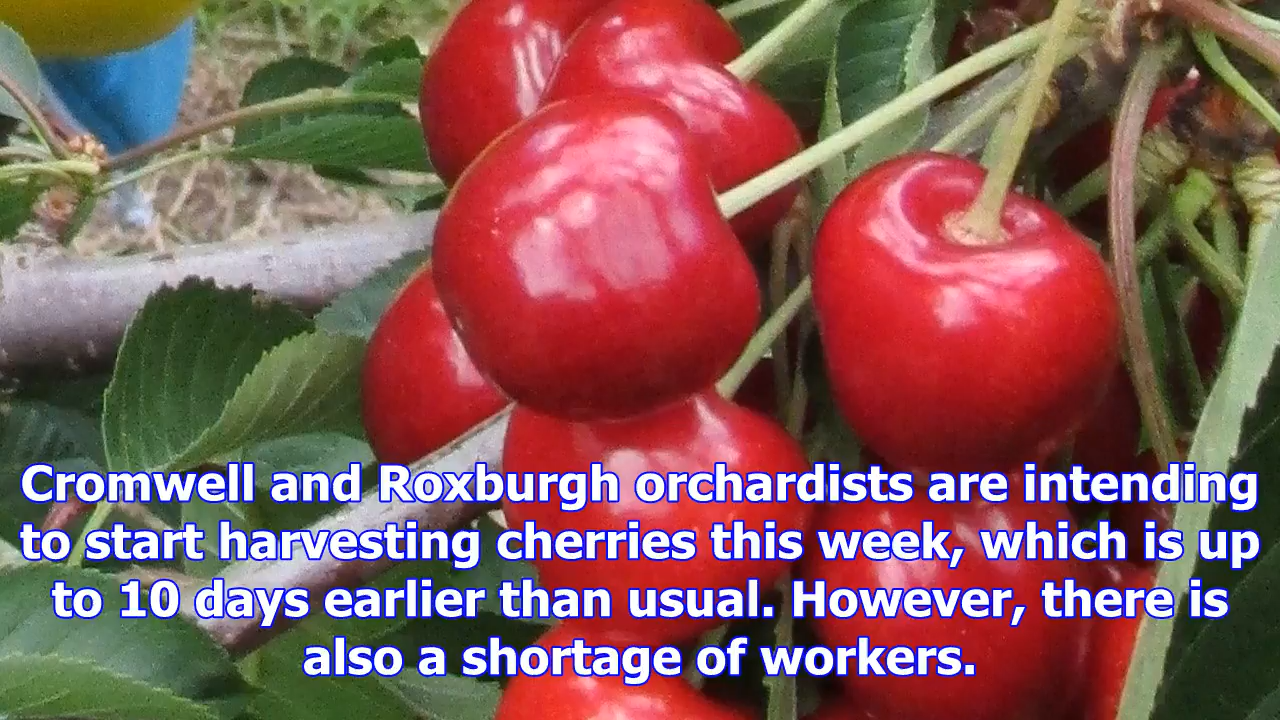 Cromwell and Roxburgh orchardists are intending
to start harvesting cherries this week, which is up
to 10 days earlier than usual. However, there is
also a shortage of workers.